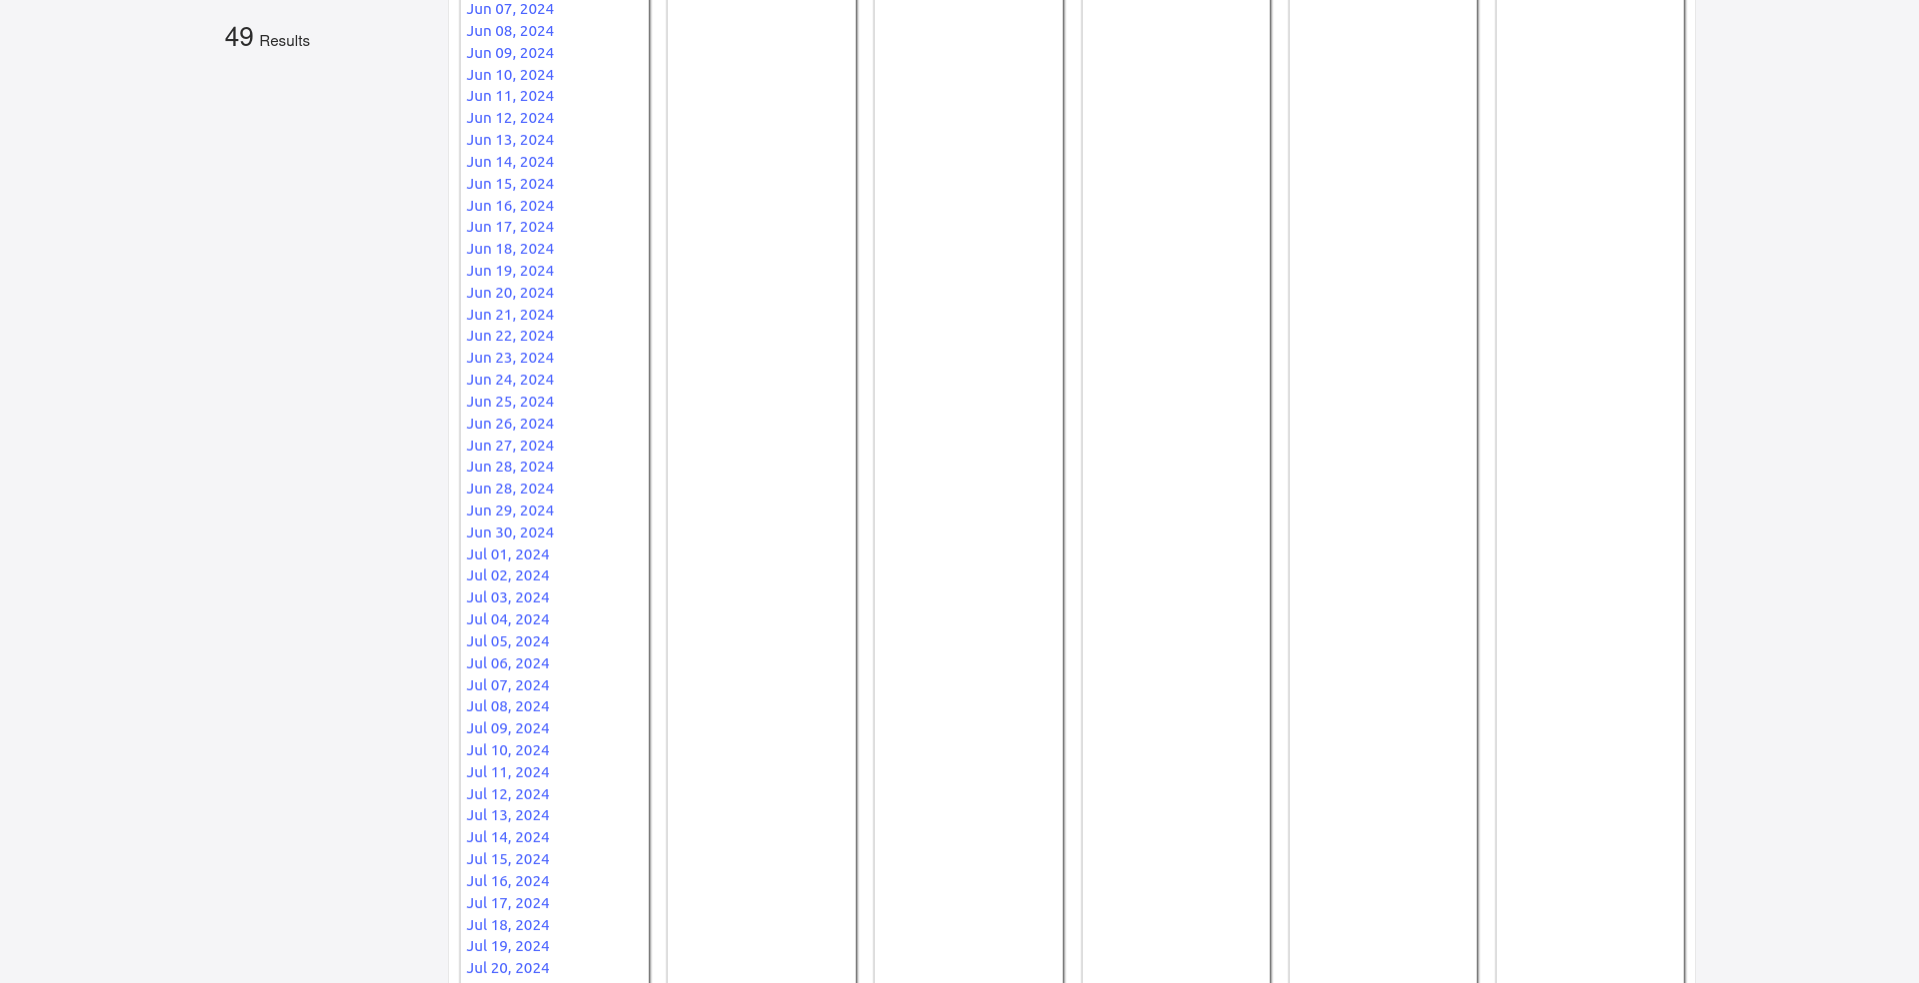 49 Results
Jun 07, 2024
Jun 08, 2024
Jun 09, 2024
Jun 10, 2024
Jun 11, 2024
Jun 12, 2024
Jun 13, 2024
Jun 14, 2024
Jun 15, 2024
Jun 16, 2024
Jun 17, 2024
Jun 18, 2024
Jun 19, 2024
Jun 20, 2024
Jun 21, 2024
Jun 22, 2024
Jun 23, 2024
Jun 24, 2024
Jun 25, 2024
Jun 26, 2024
Jun 27, 2024
Jun 28, 2024
Jun 28, 2024
Jun 29, 2024
Jun 30, 2024
Jul 01, 2024
Jul 02, 2024
Jul 03, 2024
Jul 04, 2024
Jul 05, 2024
Jul 06, 2024
Jul 07, 2024
Jul 08, 2024
Jul 09, 2024
Jul 10, 2024
Jul 11, 2024
Jul 12, 2024
Jul 13, 2024
Jul 14, 2024
Jul 15, 2024
Jul 16, 2024
Jul 17, 2024
Jul 18, 2024
Jul 19, 2024
Jul 20, 2024